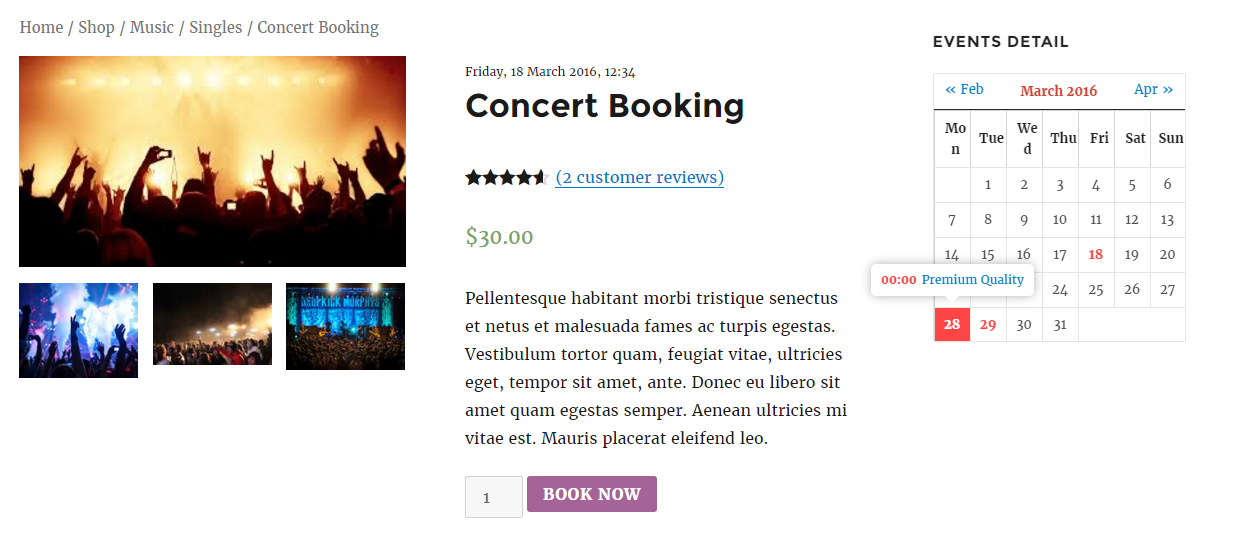 Home / Shop / Music / Singles / Concert Booking
Friday, 18 March 2016, 12:34
Concert Booking
(2 customer reviews)
$30.00
Pellentesque habitant morbi tristique senectus
et netus et malesuada fames ac turpis egestas.
Vestibulum tortor quam, feugiat vitae, ultricies
eget, tempor sit amet, ante. Donec eu libero sit
amet quam egestas semper. Aenean ultricies mi
vitae est. Mauris placerat eleifend leo.
1
BOOK NOW
EVENTS DETAIL
« Feb March 2016 Apr »
Mo
n Tue We
d Thu Fri Sat Sun
1 2 3 4 5 6
7 8 9 10 11 12 13
14 15 16 17 18 19 20
00:00 Premium Quality
24 25 26 27
28 29 30 31